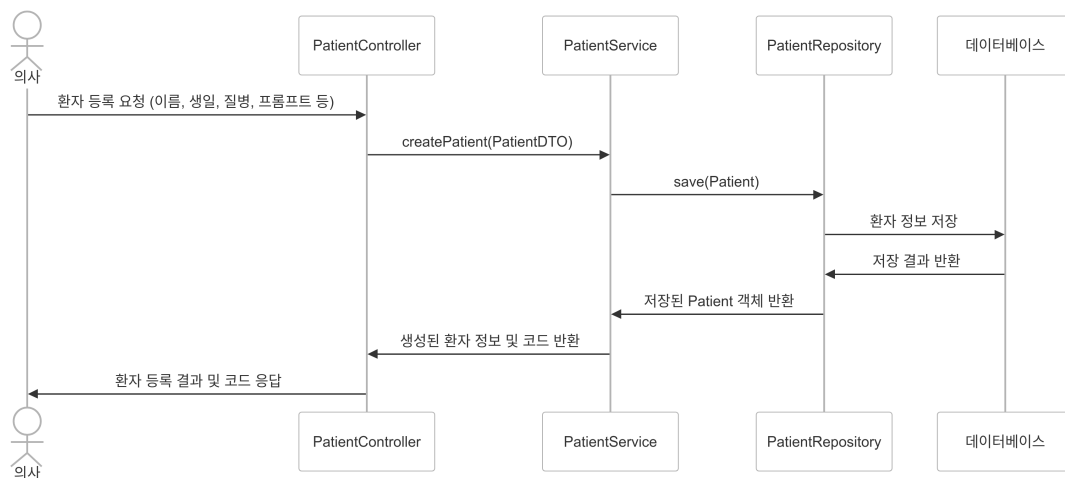 PatientController
PatientService
PatientRepository
데이터베이스
의사
환자 등록 요청 (이름, 생일, 질병, 프롬프트 등)
createPatient(PatientDTO)
save(Patient)
환자 정보 저장
저장 결과 반환
저장된 Patient 객체 반환
생성된 환자 정보 및 코드 반환
환자 등록 결과 및 코드 응답
PatientController
PatientService
PatientRepository
데이터베이스
의사